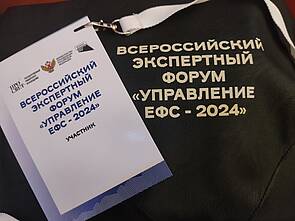 ВСЕРОССИЙСКИЙ
ЭКСПЕРТНЫЙ
ФОРУМ
«УПРАВЛЕНИЕ
ЕФС - 2024»
УЧАСТНИК
ВСЕРОССИЙСКИЙ
ЭКСПЕРТНЫЙ
ФОРУМ
«УПРАВЛЕНИЕ
ЕФС - 2024»